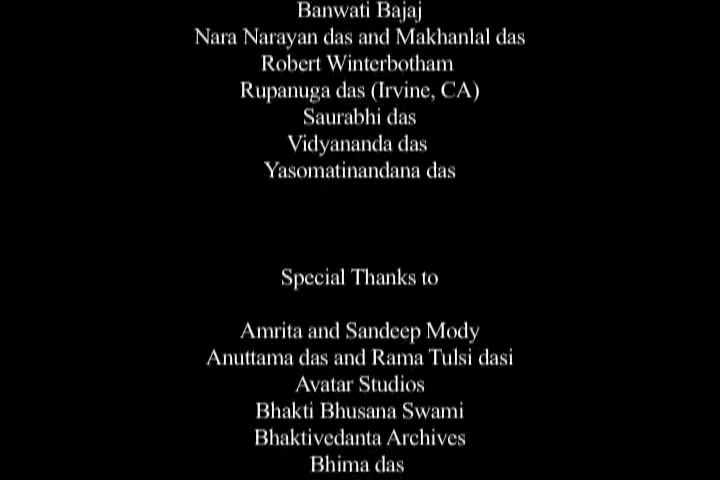 Banwati Bajaj
Nara Narayan das and Makhanlal das
Robert Winterbotham
Rupanuga das (Irvine, CA)
Saurabhi das
Vidyananda das
Yasomatinandana das
Special Thanks to
Amrita and Sandeep Mody
Anuttama das and Rama Tulsi dasi
Avatar Studios
Bhakti Bhusana Swami
Bhaktivedanta Archives
Bhima das